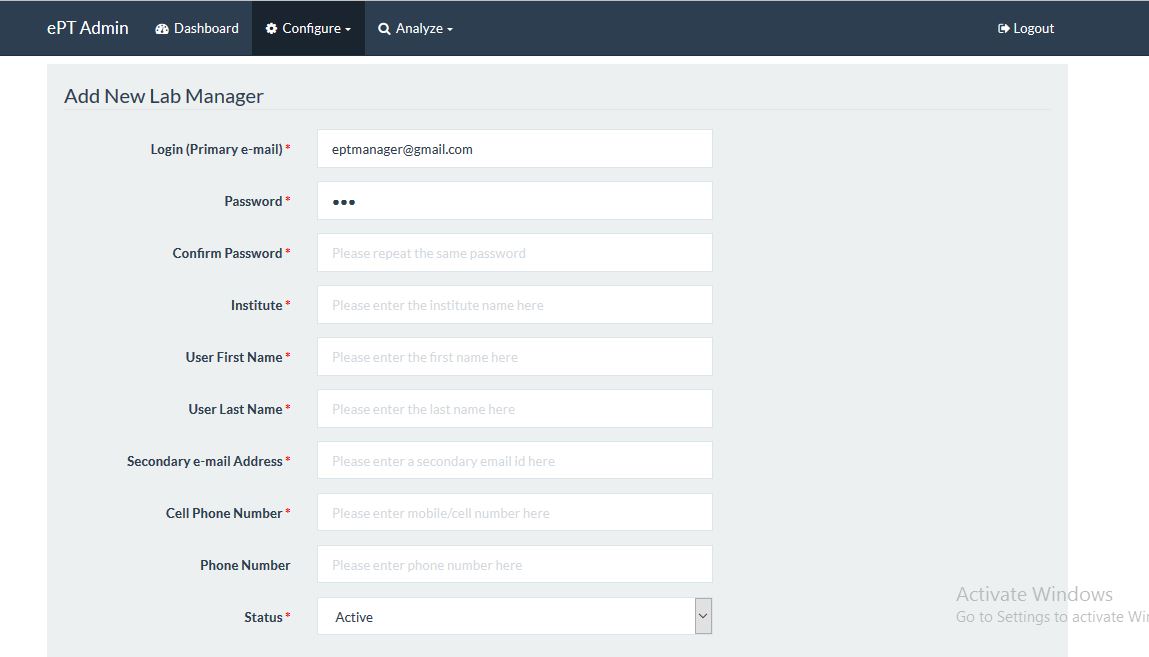 ePT Admin Dashboard Configure Analyze Logout
Add New Lab Manager
Login (Primary e-mail) * eptmanager@gmail.com
Password * •••
Confirm Password * Please repeat the same password
Institute * Please enter the institute name here
User First Name * Please enter the first name here
User Last Name * Please enter the last name here
Secondary e-mail Address * Please enter a secondary email id here
Cell Phone Number * Please enter mobile/cell number here
Phone Number Please enter phone number here
Status * Active
Activate Windows
Go to Settings to activate Wi